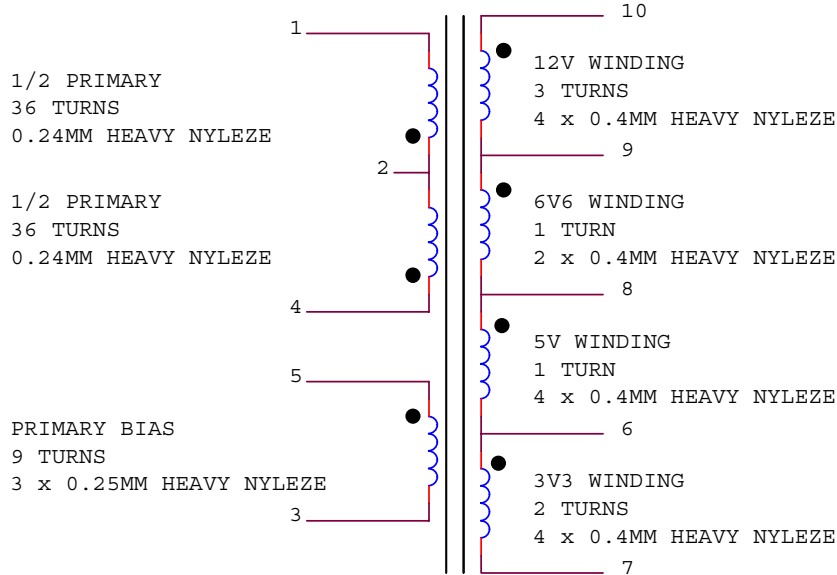 1
1/2 PRIMARY
36 TURNS
0.24MM HEAVY NYLEZE
2
1/2 PRIMARY
36 TURNS
0.24MM HEAVY NYLEZE
4
5
PRIMARY BIAS
9 TURNS
3 x 0.25MM HEAVY NYLEZE
3
10
12V WINDING
3 TURNS
4 x 0.4MM HEAVY NYLEZE
9
6V6 WINDING
1 TURN
2 x 0.4MM HEAVY NYLEZE
8
5V WINDING
1 TURN
4 x 0.4MM HEAVY NYLEZE
6
3V3 WINDING
2 TURNS
4 x 0.4MM HEAVY NYLEZE
7